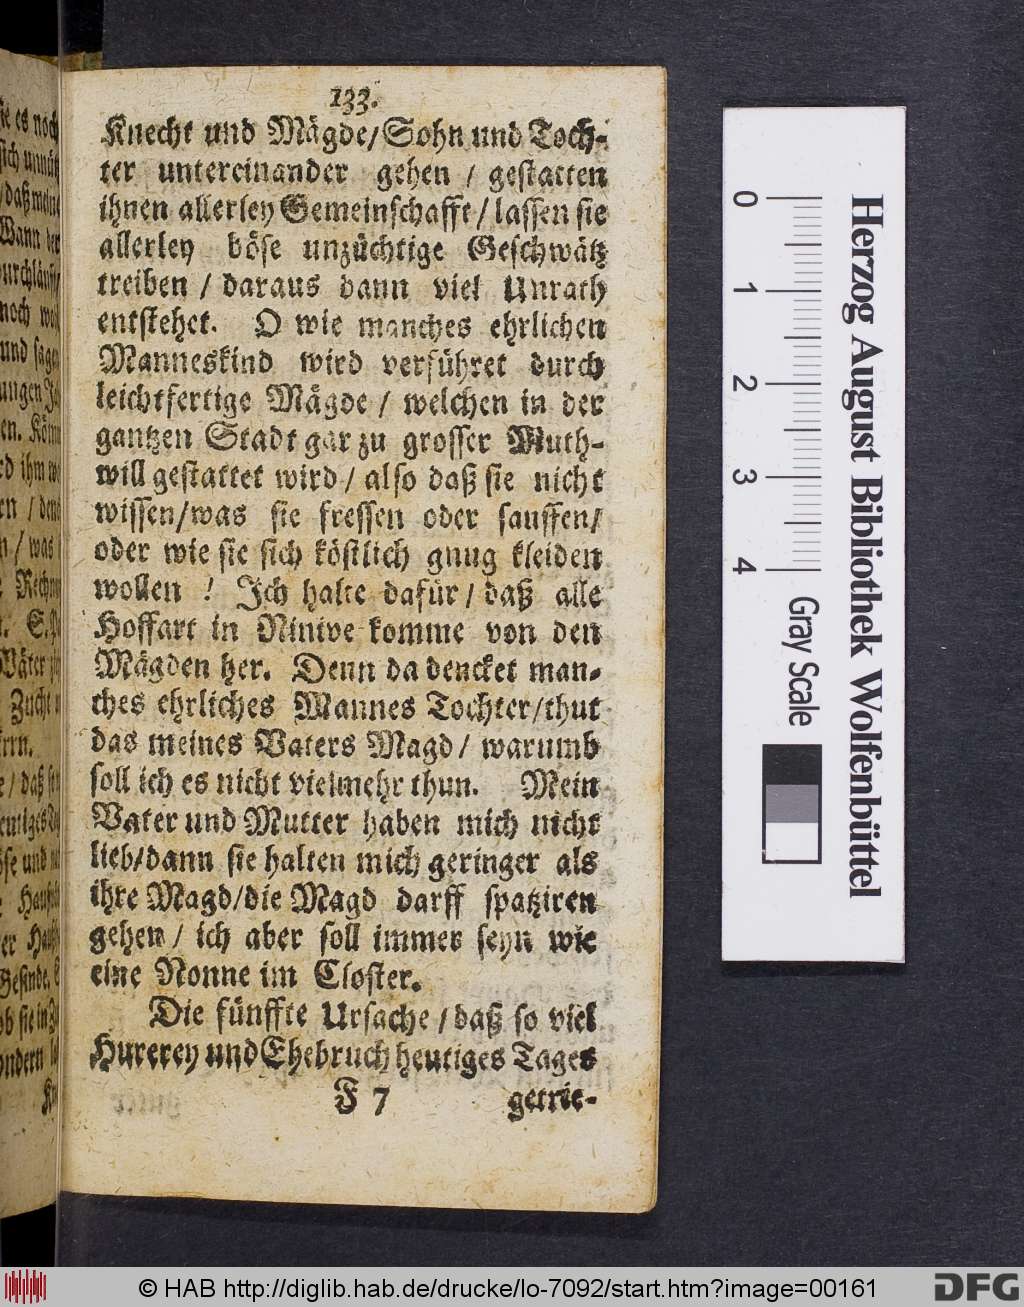 133.
Knecht und Mägde/Sohn und Toch-
ter untereinander gehen / gestatten
ihnen allerley Gemeinschafft / lassen sie
allerley böse unzüchtige Geschwätz
treiben / daraus dann viel Unrath
entstehet. O wie manches ehrlichen
Manneskind wird verführet durch
leichtfertige Mägde / welchen in der
gantzen Stadt gar zu grosser Muth-
will gestattet wird / also daß sie nicht
wissen/was sie fressen oder sauffen/
oder wie sie sich köstlich gnug kleiden
wollen ! Ich halte dafür / daß alle
Hoffart in Ninive komme von den
Mägden her. Denn da dencket man-
ches ehrliches Mannes Tochter/thut
das meines Vaters Magd / warumb
soll ich es nicht vielmehr thun. Mein
Vater und Mutter haben mich nicht
lieb/dann sie halten mich geringer als
ihre Magd/die Magd darff spatziren
gehen / ich aber soll immer seyn wie
eine Nonne im Closter.
Die fünffte Ursache / daß so viel
Hurerey und Ehebruch heutiges Tages
F 7 getrie-
0 1 2 3 4
Gray Scale
Herzog August Bibliothek Wolfenbüttel
© HAB http://diglib.hab.de/drucke/lo-7092/start.htm?image=00161
DFG